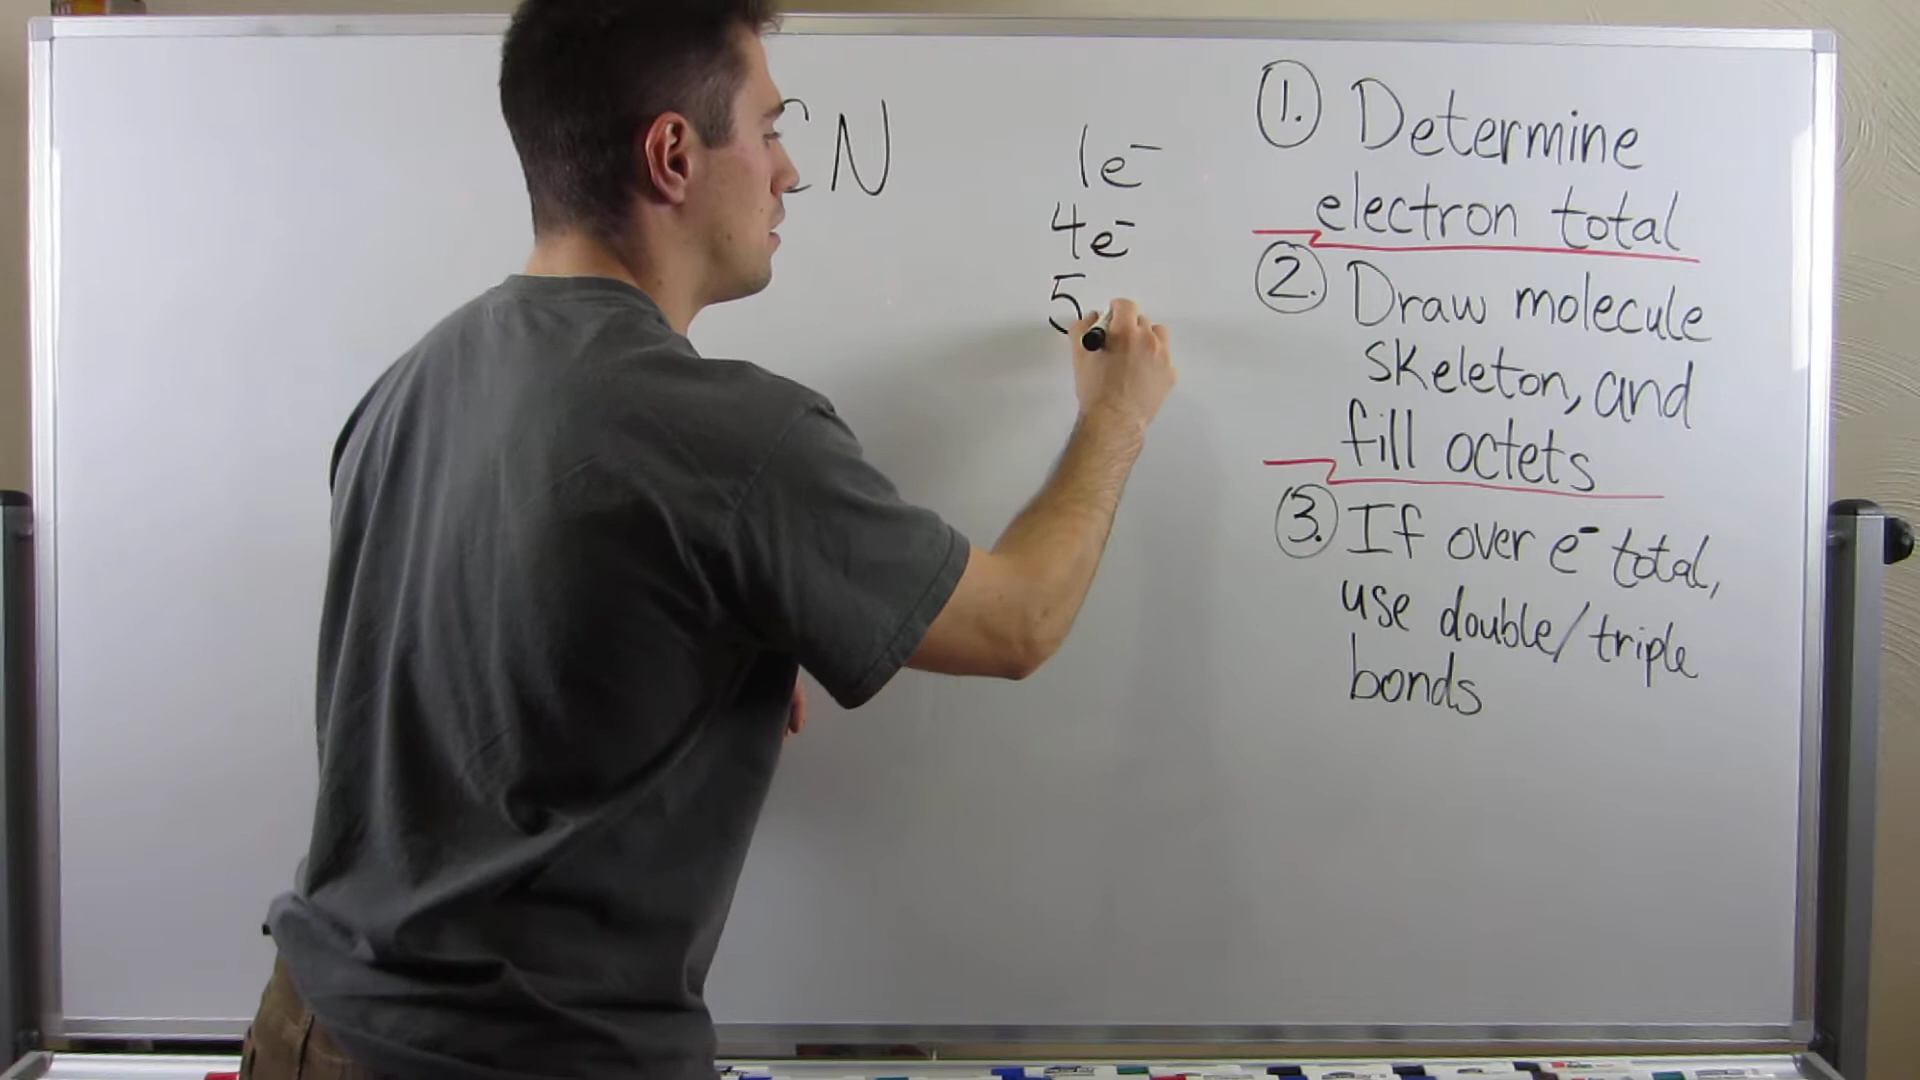 CN
1e⁻
4e⁻
5
1. Determine
electron total
2. Draw molecule
skeleton, and
fill octets
3. If over e⁻ total,
use double/triple
bonds